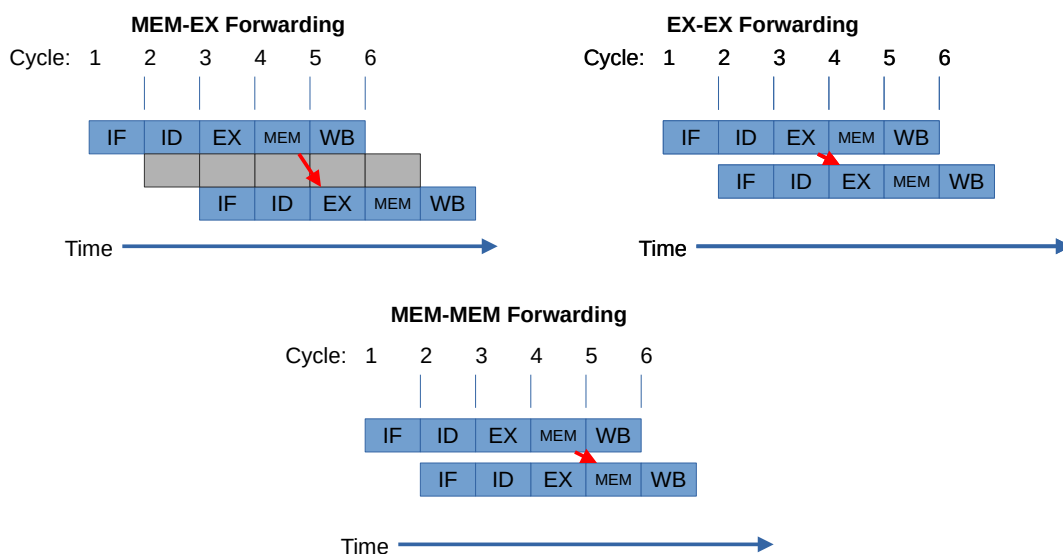 MEM-EX Forwarding
Cycle: 1 2 3 4 5 6
IF ID EX MEM WB
IF ID EX MEM WB
Time
EX-EX Forwarding
Cycle: 1 2 3 4 5 6
IF ID EX MEM WB
IF ID EX MEM WB
Time
MEM-MEM Forwarding
Cycle: 1 2 3 4 5 6
IF ID EX MEM WB
IF ID EX MEM WB
Time